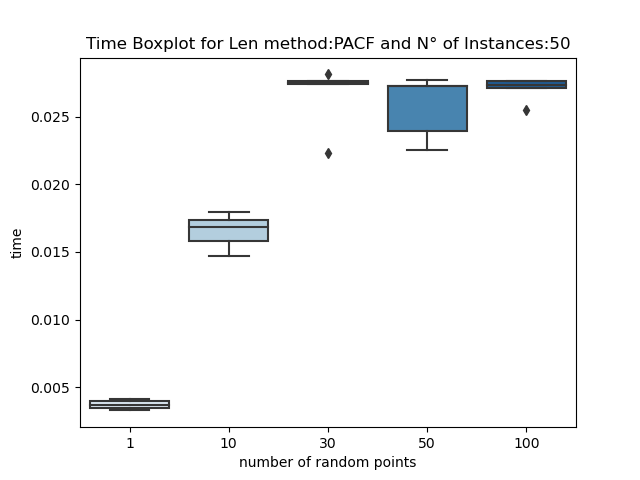 Time Boxplot for Len method:PACF and N° of Instances:50
0.025
0.020
0.015
0.010
0.005
time
1 10 30 50 100
number of random points